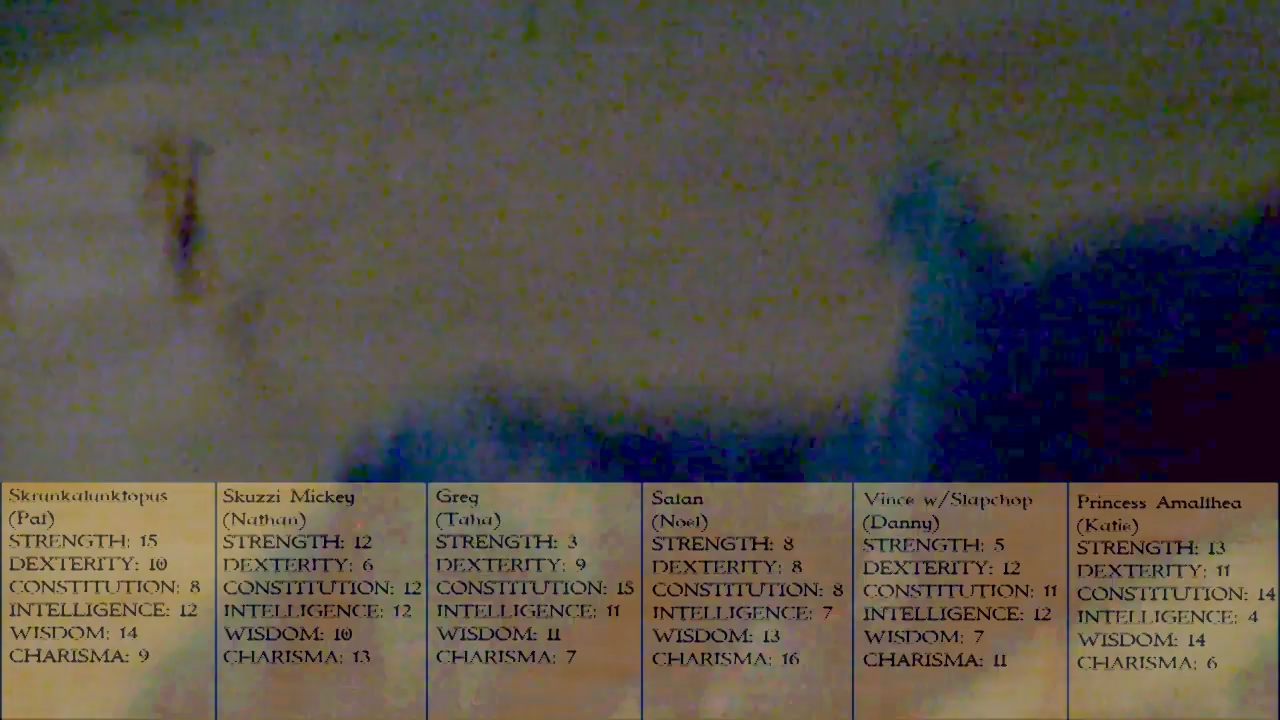 Skrunkalunktopus
(Pat)
STRENGTH: 15
DEXTERITY: 10
CONSTITUTION: 8
INTELLIGENCE: 12
WISDOM: 14
CHARISMA: 9
Skuzzi Mickey
(Nathan)
STRENGTH: 12
DEXTERITY: 6
CONSTITUTION: 12
INTELLIGENCE: 12
WISDOM: 10
CHARISMA: 13
Greg
(Taha)
STRENGTH: 3
DEXTERITY: 9
CONSTITUTION: 15
INTELLIGENCE: 11
WISDOM: 11
CHARISMA: 7
Satan
(Noel)
STRENGTH: 8
DEXTERITY: 8
CONSTITUTION: 8
INTELLIGENCE: 7
WISDOM: 13
CHARISMA: 16
Vince w/Slapchop
(Danny)
STRENGTH: 5
DEXTERITY: 12
CONSTITUTION: 11
INTELLIGENCE: 12
WISDOM: 7
CHARISMA: 11
Princess Amalthea
(Katie)
STRENGTH: 13
DEXTERITY: 11
CONSTITUTION: 14
INTELLIGENCE: 4
WISDOM: 14
CHARISMA: 6